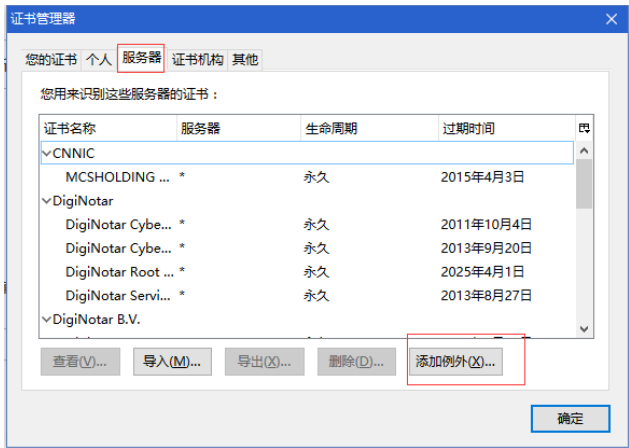 证书管理器
您的证书 个人 服务器 证书机构 其他
您用来识别这些服务器的证书：
证书名称 服务器 生命周期 过期时间
CNNIC
MCSHOLDING ... * 永久 2015年4月3日
DigiNotar
DigiNotar Cybe... * 永久 2011年10月4日
DigiNotar Cybe... * 永久 2013年9月20日
DigiNotar Root ... * 永久 2025年4月1日
DigiNotar Servi... * 永久 2013年8月27日
DigiNotar B.V.
查看(V)... 导入(M)... 导出(X)... 删除(D)... 添加例外(X)...
确定